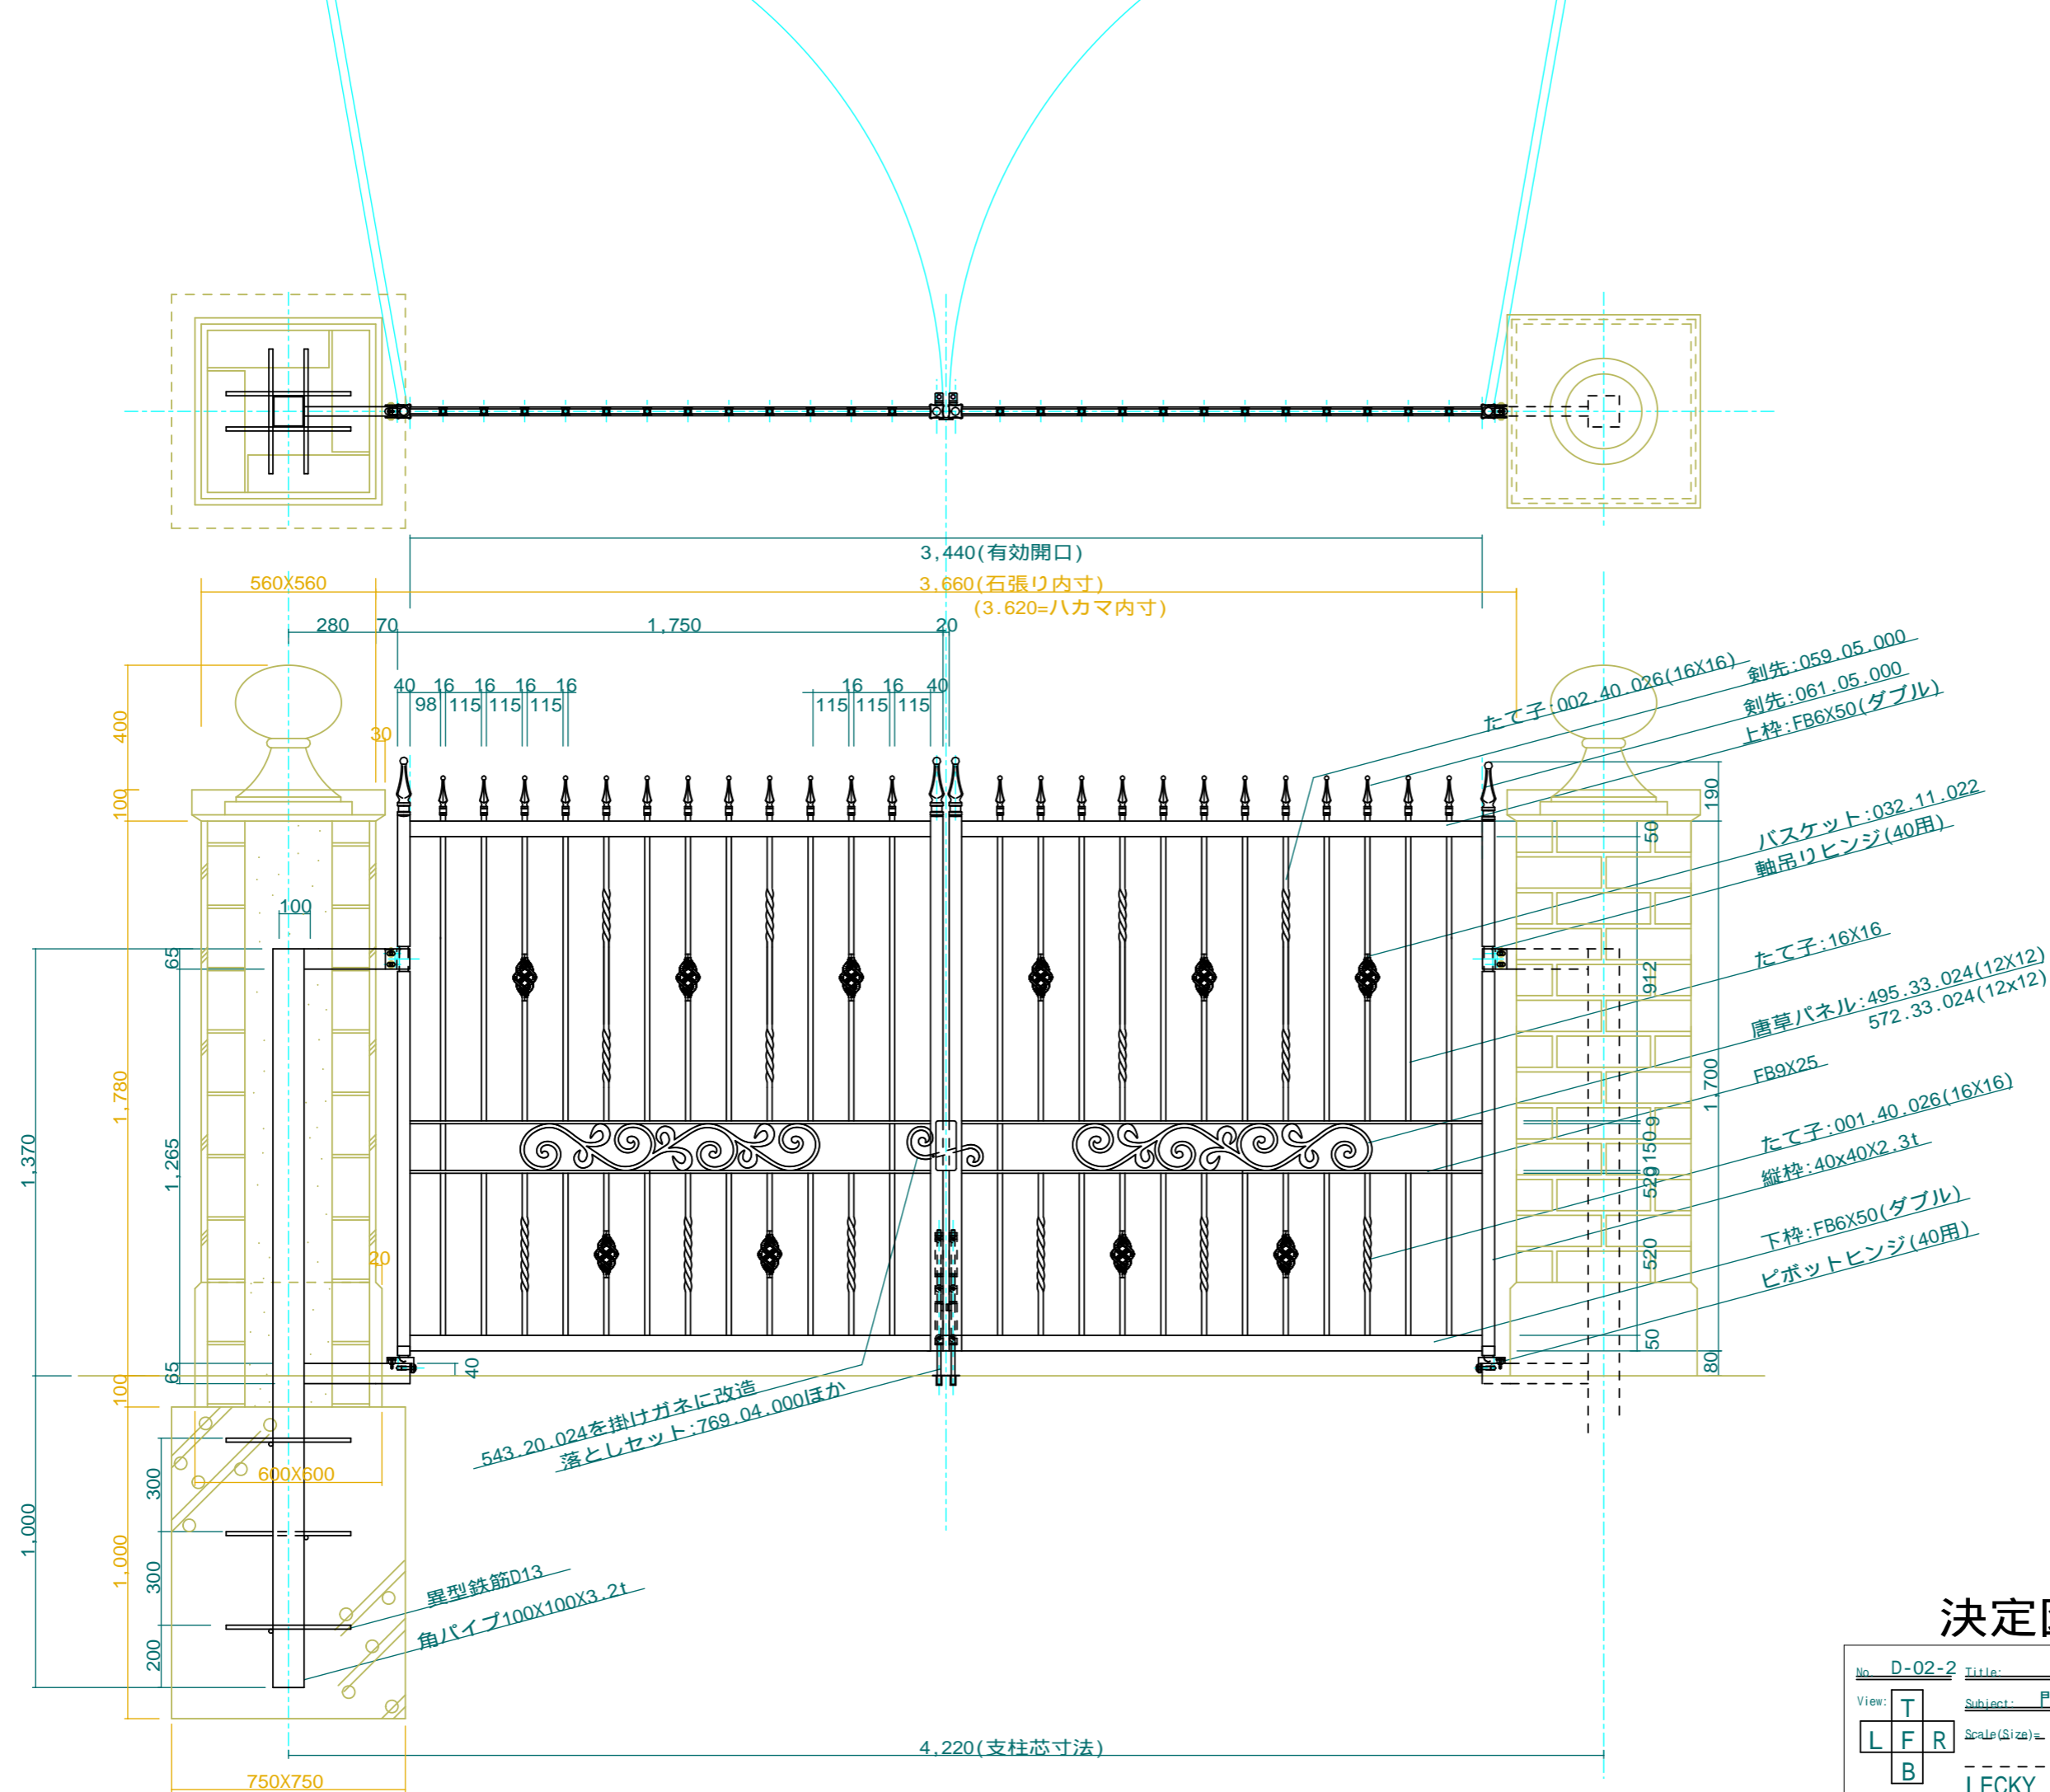 3,440(有効開口)
560X560
3,660(石張り内寸)
(3.620=ハカマ内寸)
280
70
1,750
20
40
16
16
16
16
98
115
115
115
16
16
40
115
115
115
400
30
100
100
65
1,780
1,370
1,265
20
65
40
100
600X600
300
1,000
1,000
300
200
750X750
4,220(支柱芯寸法)
たて子:002.40.026(16X16)
剣先:059.05.000
剣先:061.05.000
上枠:FB6X50(ダブル)
190
50
バスケット:032.11.022
軸吊りヒンジ(40用)
912
たて子:16X16
唐草パネル:495.33.024(12X12)
572.33.024(12x12)
FB9X25
1,700
9
150
9
520
たて子:001.40.026(16X16)
縦枠:40x40X2.3t
520
下枠:FB6X50(ダブル)
ピボットヒンジ(40用)
50
80
543.20.024を掛けガネに改造
落としセット:769.04.000ほか
異型鉄筋D13
角パイプ100X100X3.2t
決定
No D-02-2 Title:
View: T
Subject:
L F R Scale(Size)=
B
LECKY